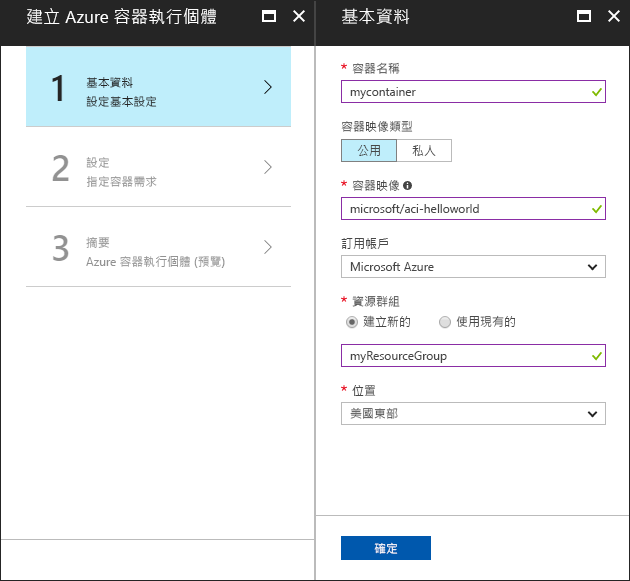 建立 Azure 容器執行個體
1
基本資料
設定基本設定
2
設定
指定容器需求
3
摘要
Azure 容器執行個體 (預覽)
基本資料
* 容器名稱
mycontainer
容器映像類型
公用 私人
* 容器映像
microsoft/aci-helloworld
訂用帳戶
Microsoft Azure
* 資源群組
建立新的 使用現有的
myResourceGroup
* 位置
美國東部
確定